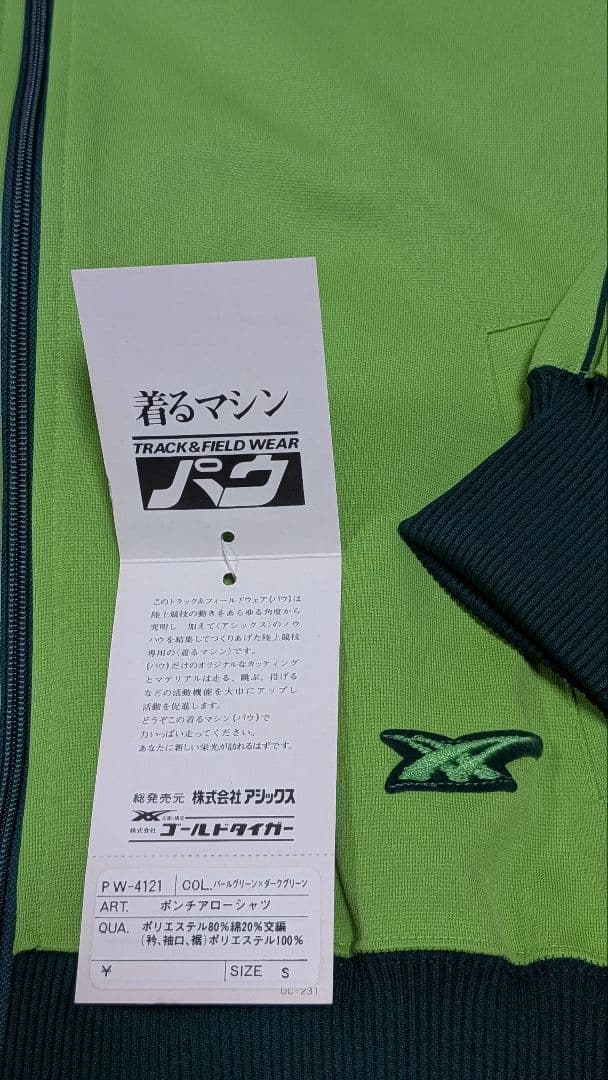 着るマシン
TRACK&FIELD WEAR
パウ
このトラック&フィールドウェア(パウ)は
陸上競技の動きをあらゆる角度から
究明し 加えて(アシックス)のノウ
ハウを結集してつくりあげた陸上競技
専用の(着るマシン)です。
(パウ)だけのオリジナルなカッティング
とマテリアルは走る、跳ぶ、投げる
などの活動機能を大巾にアップし
活動を促進します。
どうぞこの着るマシン(パウ)で
力いっぱい走ってください。
あなたに新しい栄光が訪れるはずです。
総発売元 株式会社アシックス
企画・構成
株式会社 ゴールドタイガー
PW-4121 COL. パールグリーン×ダークグリーン
ART. ポンチアローシャツ
QUA. ポリエステル80%綿20%交編
(衿、袖口、裾)ポリエステル100%
¥ SIZE S